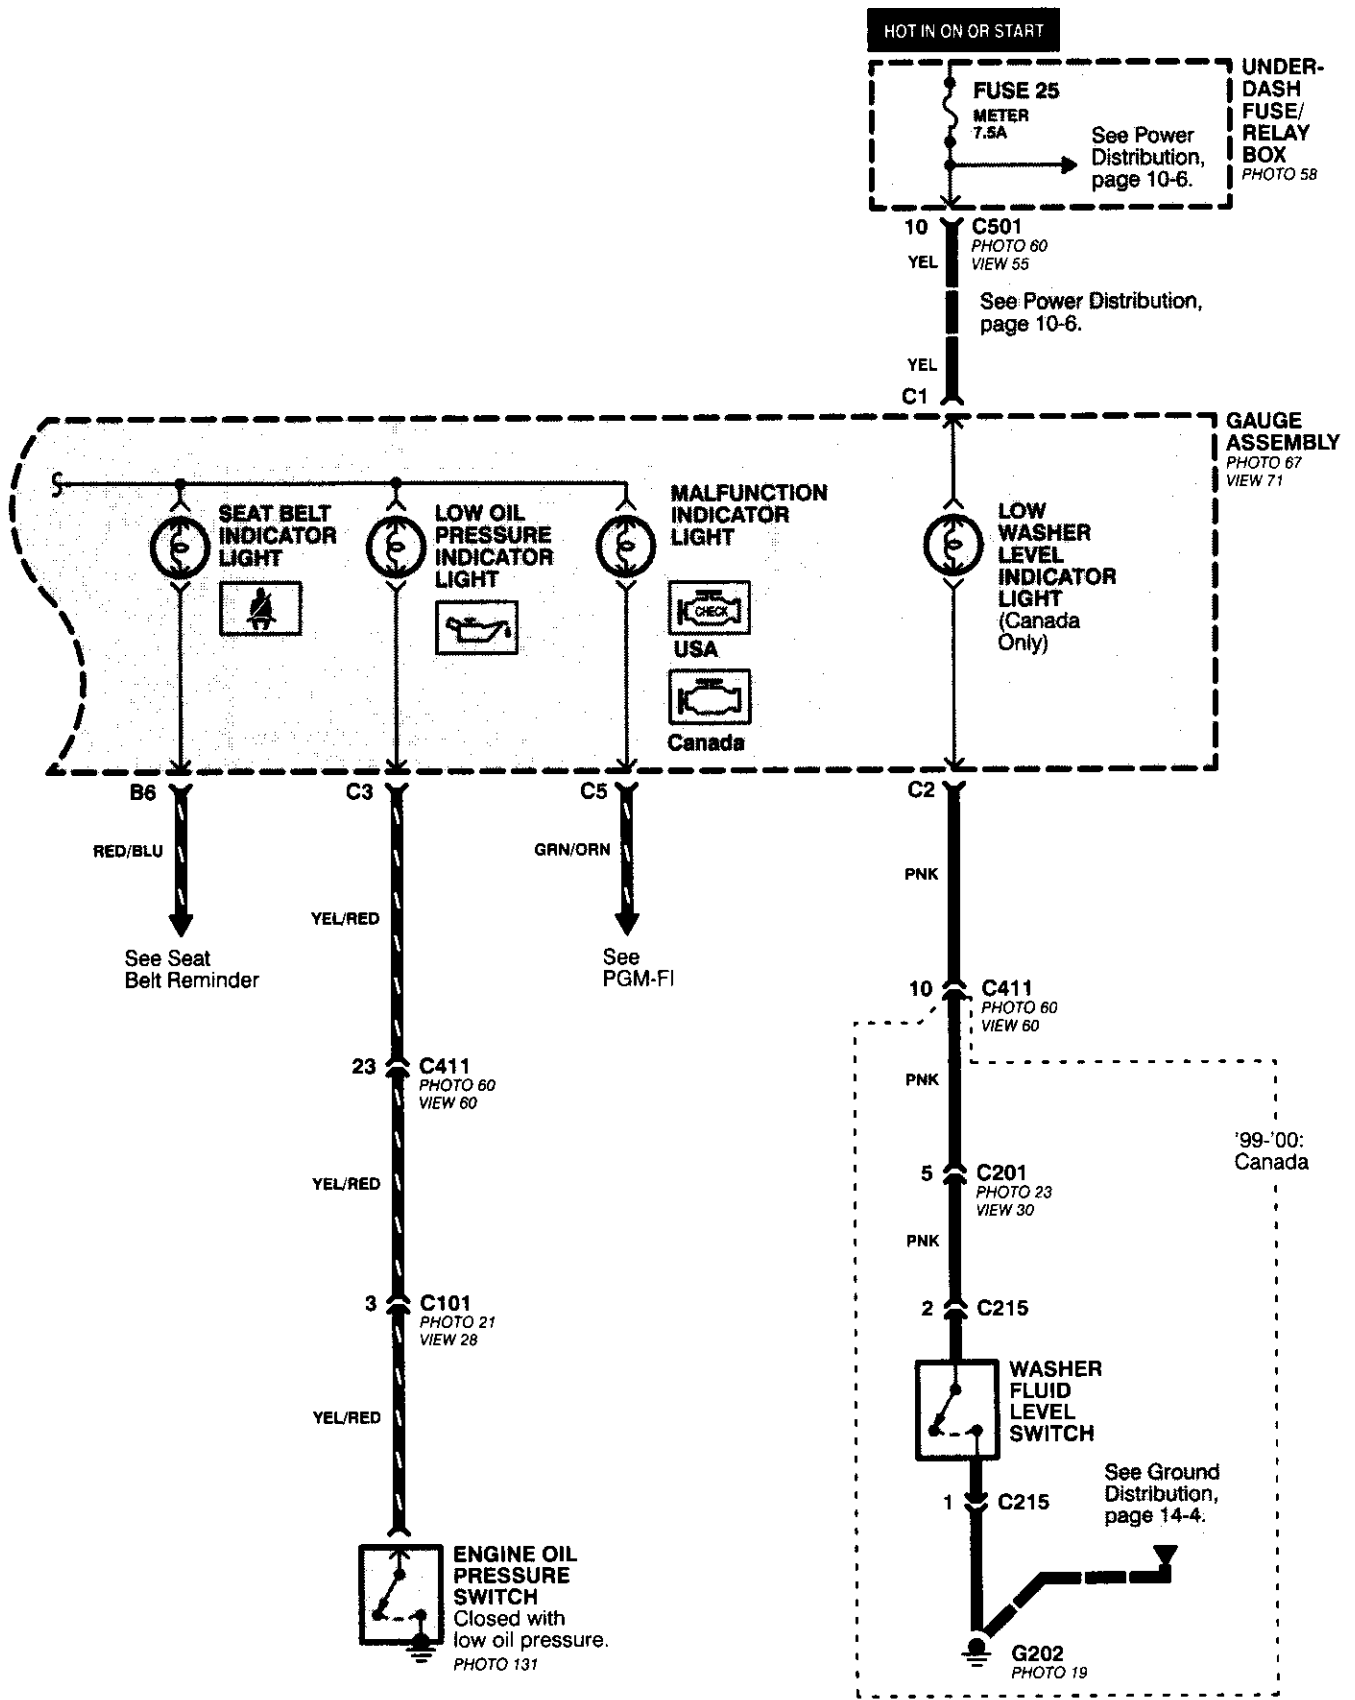 HOT IN ON OR START
FUSE 25
METER
7.5A
See Power
Distribution,
page 10-6.
UNDER-
DASH
FUSE/
RELAY
BOX
PHOTO 58
10
C501
PHOTO 60
VIEW 55
YEL
See Power Distribution,
page 10-6.
YEL
C1
GAUGE
ASSEMBLY
PHOTO 67
VIEW 71
SEAT BELT
INDICATOR
LIGHT
LOW OIL
PRESSURE
INDICATOR
LIGHT
MALFUNCTION
INDICATOR
LIGHT
CHECK
USA
Canada
LOW
WASHER
LEVEL
INDICATOR
LIGHT
(Canada
Only)
B6
C3
C5
C2
RED/BLU
See Seat
Belt Reminder
YEL/RED
GRN/ORN
See
PGM-FI
PNK
10
C411
PHOTO 60
VIEW 60
23
C411
PHOTO 60
VIEW 60
PNK
'99-'00:
Canada
YEL/RED
5
C201
PHOTO 23
VIEW 30
PNK
3
C101
PHOTO 21
VIEW 28
2
C215
YEL/RED
WASHER
FLUID
LEVEL
SWITCH
1
C215
See Ground
Distribution,
page 14-4.
ENGINE OIL
PRESSURE
SWITCH
Closed with
low oil pressure.
PHOTO 131
G202
PHOTO 19